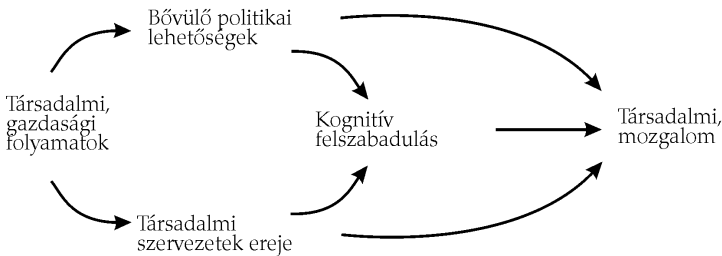 Bővülő politikai
lehetőségek
Társadalmi,
gazdasági
folyamatok
Kognitív
felszabadulás
Társadalmi,
mozgalom
Társadalmi
szervezetek ereje